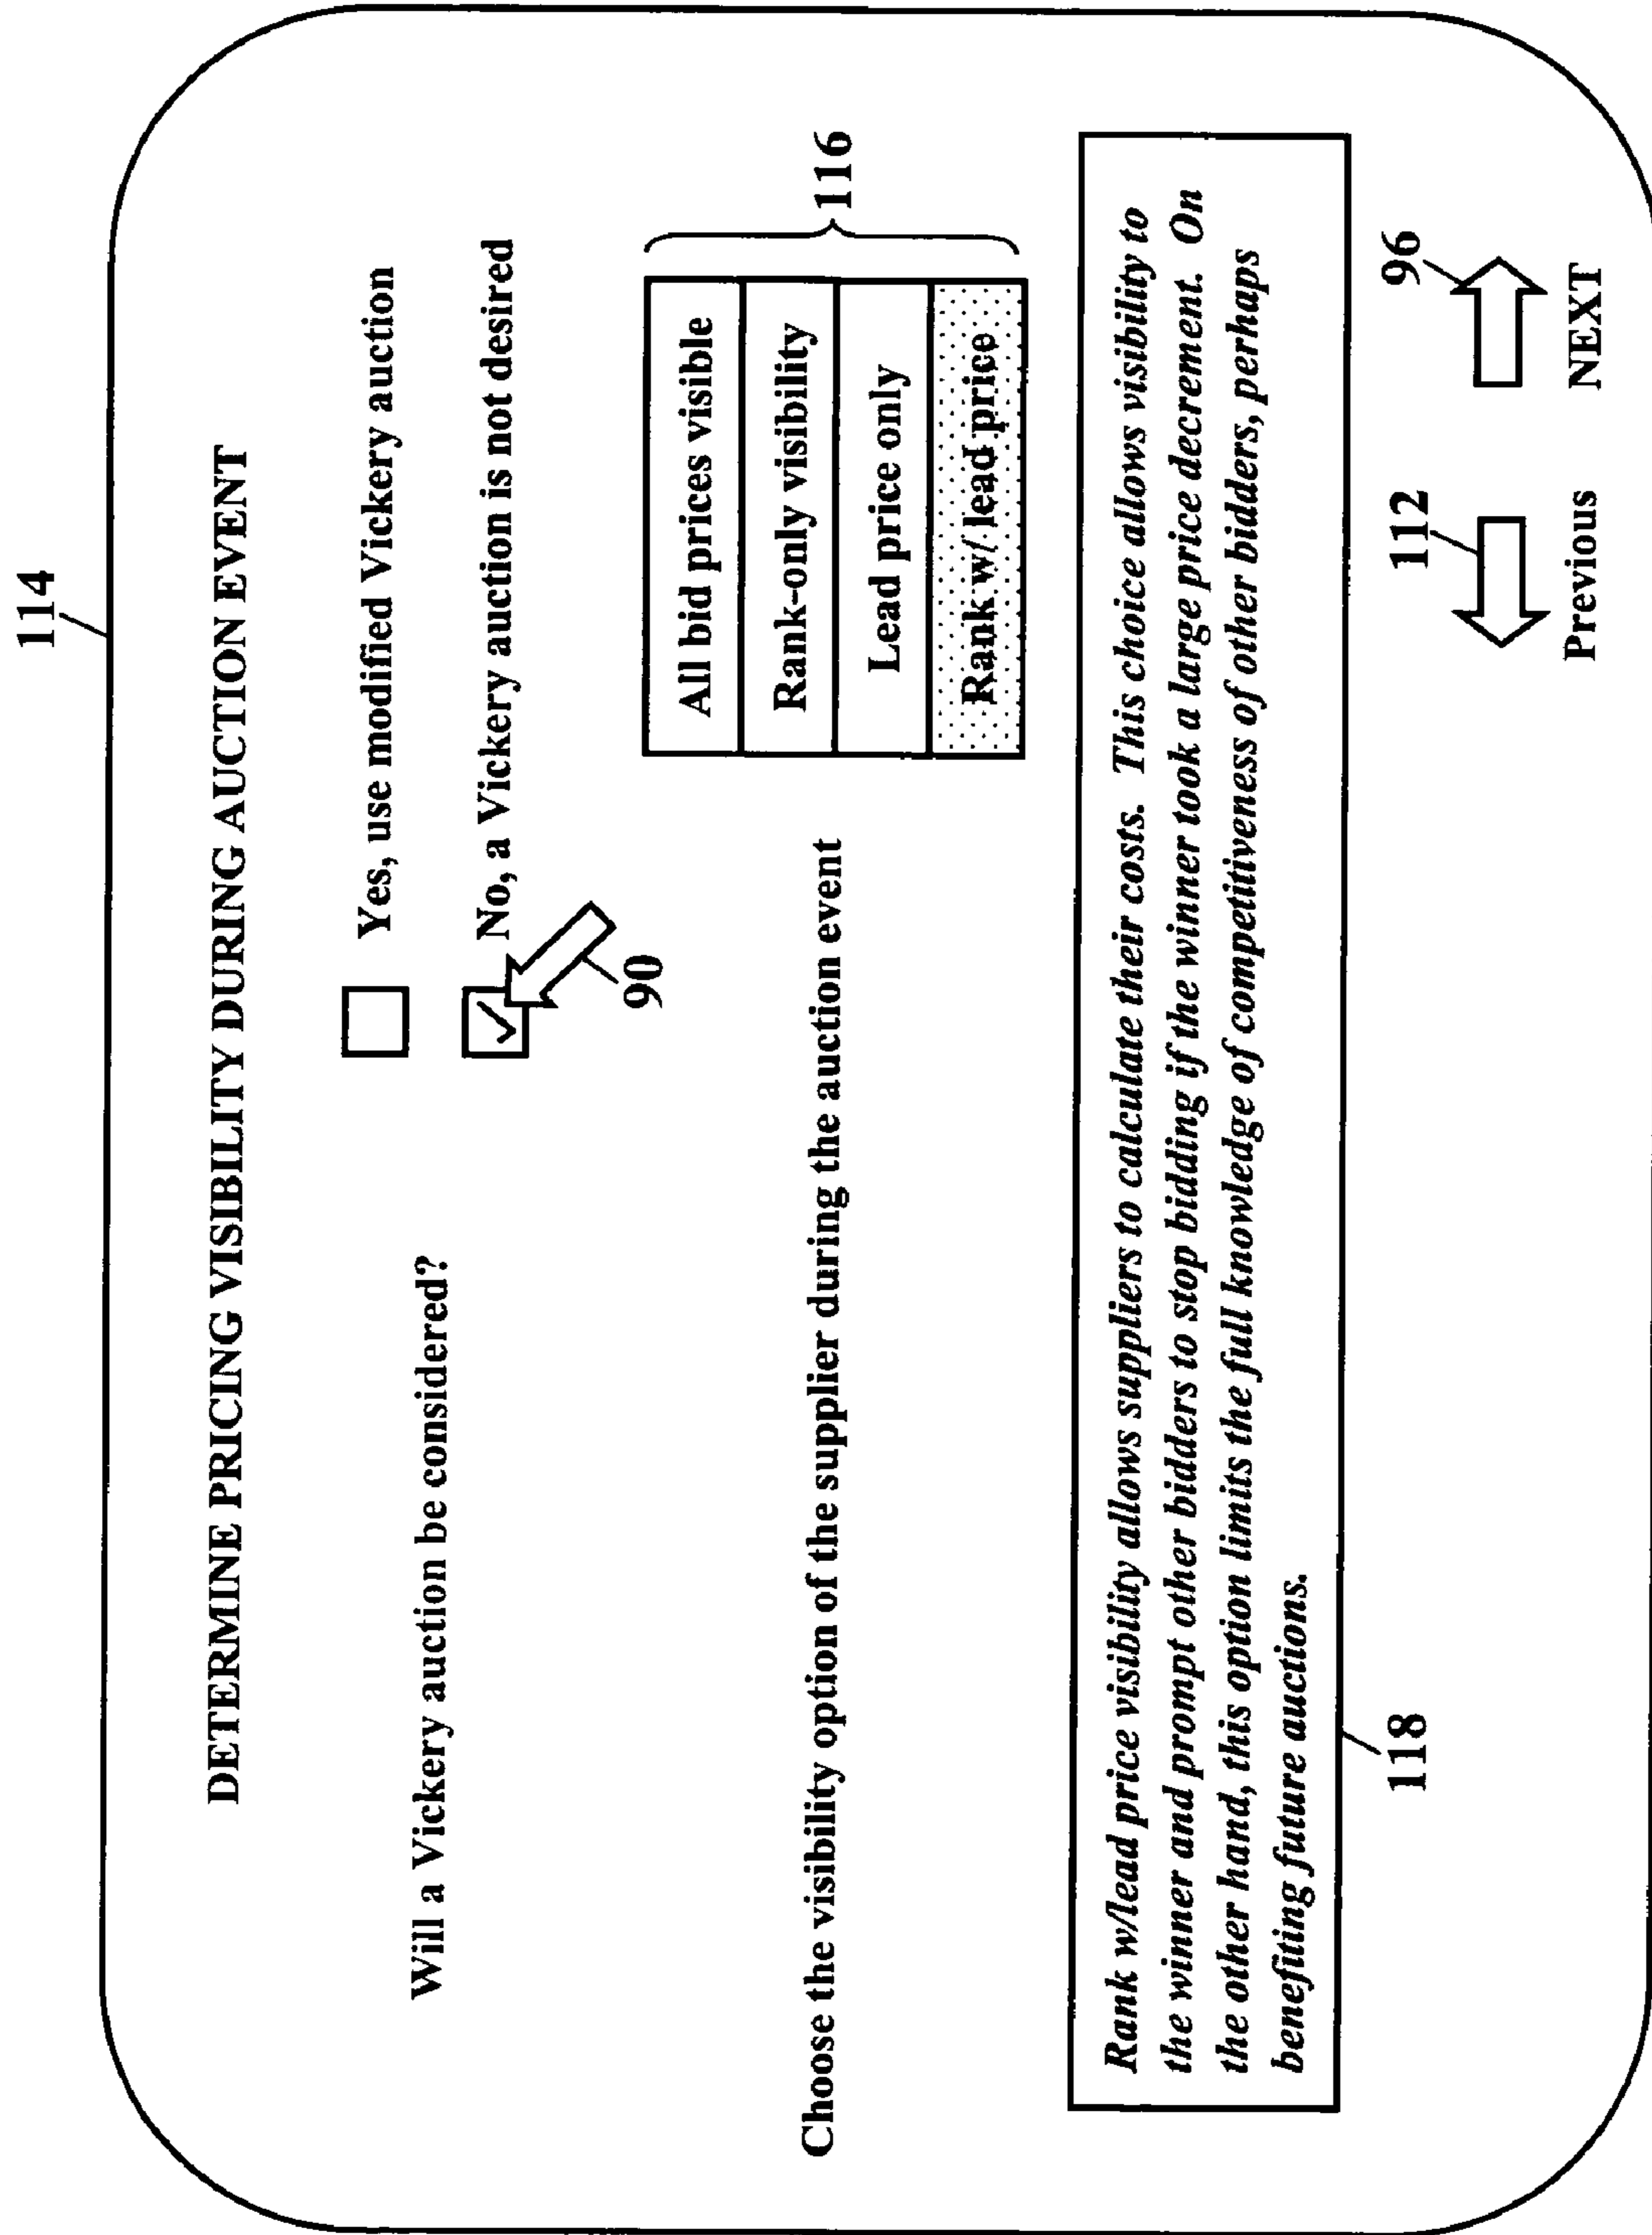 114
DETERMINE PRICING VISIBILITY DURING AUCTION EVENT
Will a Vickery auction be considered?
Yes, use modified Vickery auction
No, a Vickery auction is not desired
90
Choose the visibility option of the supplier during the auction event
All bid prices visible
Rank-only visibility
Lead price only
Rank w/ lead price
116
Rank w/lead price visibility allows suppliers to calculate their costs. This choice allows visibility to
the winner and prompt other bidders to stop bidding if the winner took a large price decrement. On
the other hand, this option limits the full knowledge of competitiveness of other bidders, perhaps
benefiting future auctions.
118
112
Previous
96
NEXT